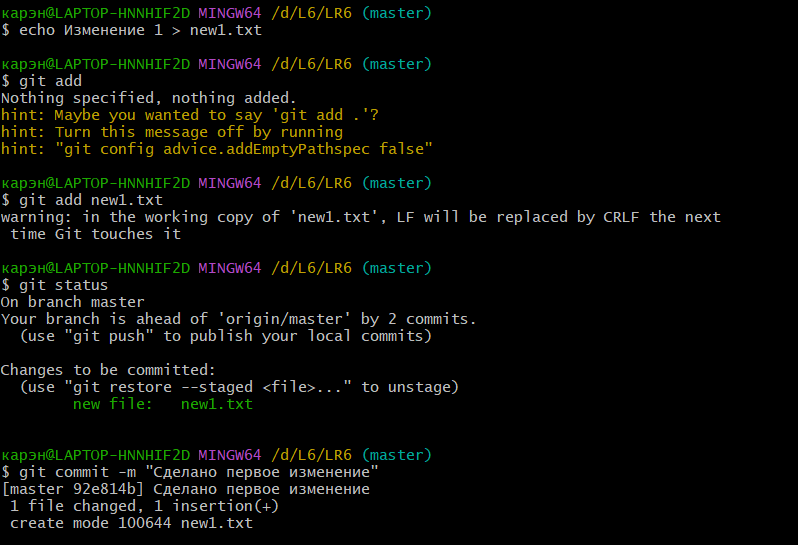 карэн@LAPTOP-HNNHIF2D MINGW64 /d/L6/LR6 (master)
$ echo Изменение 1 > new1.txt
карэн@LAPTOP-HNNHIF2D MINGW64 /d/L6/LR6 (master)
$ git add
Nothing specified, nothing added.
hint: Maybe you wanted to say 'git add .'?
hint: Turn this message off by running
hint: "git config advice.addEmptyPathspec false"
карэн@LAPTOP-HNNHIF2D MINGW64 /d/L6/LR6 (master)
$ git add new1.txt
warning: in the working copy of 'new1.txt', LF will be replaced by CRLF the next
 time Git touches it
карэн@LAPTOP-HNNHIF2D MINGW64 /d/L6/LR6 (master)
$ git status
On branch master
Your branch is ahead of 'origin/master' by 2 commits.
  (use "git push" to publish your local commits)
Changes to be committed:
  (use "git restore --staged <file>..." to unstage)
        new file:   new1.txt
карэн@LAPTOP-HNNHIF2D MINGW64 /d/L6/LR6 (master)
$ git commit -m "Сделано первое изменение"
[master 92e814b] Сделано первое изменение
 1 file changed, 1 insertion(+)
 create mode 100644 new1.txt